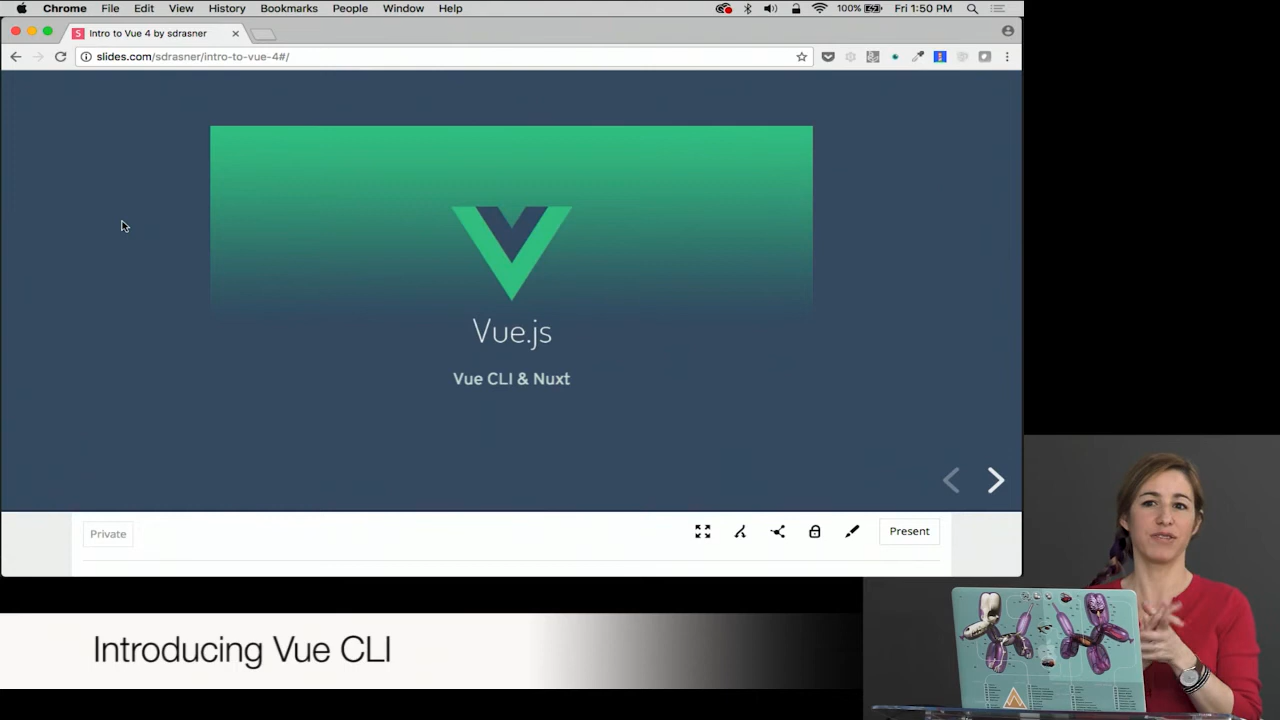 Chrome File Edit View History Bookmarks People Window Help 100% Fri 1:50 PM
Intro to Vue 4 by sdrasner
slides.com/sdrasner/intro-to-vue-4#/
Vue.js
Vue CLI & Nuxt
Private
Present
Introducing Vue CLI